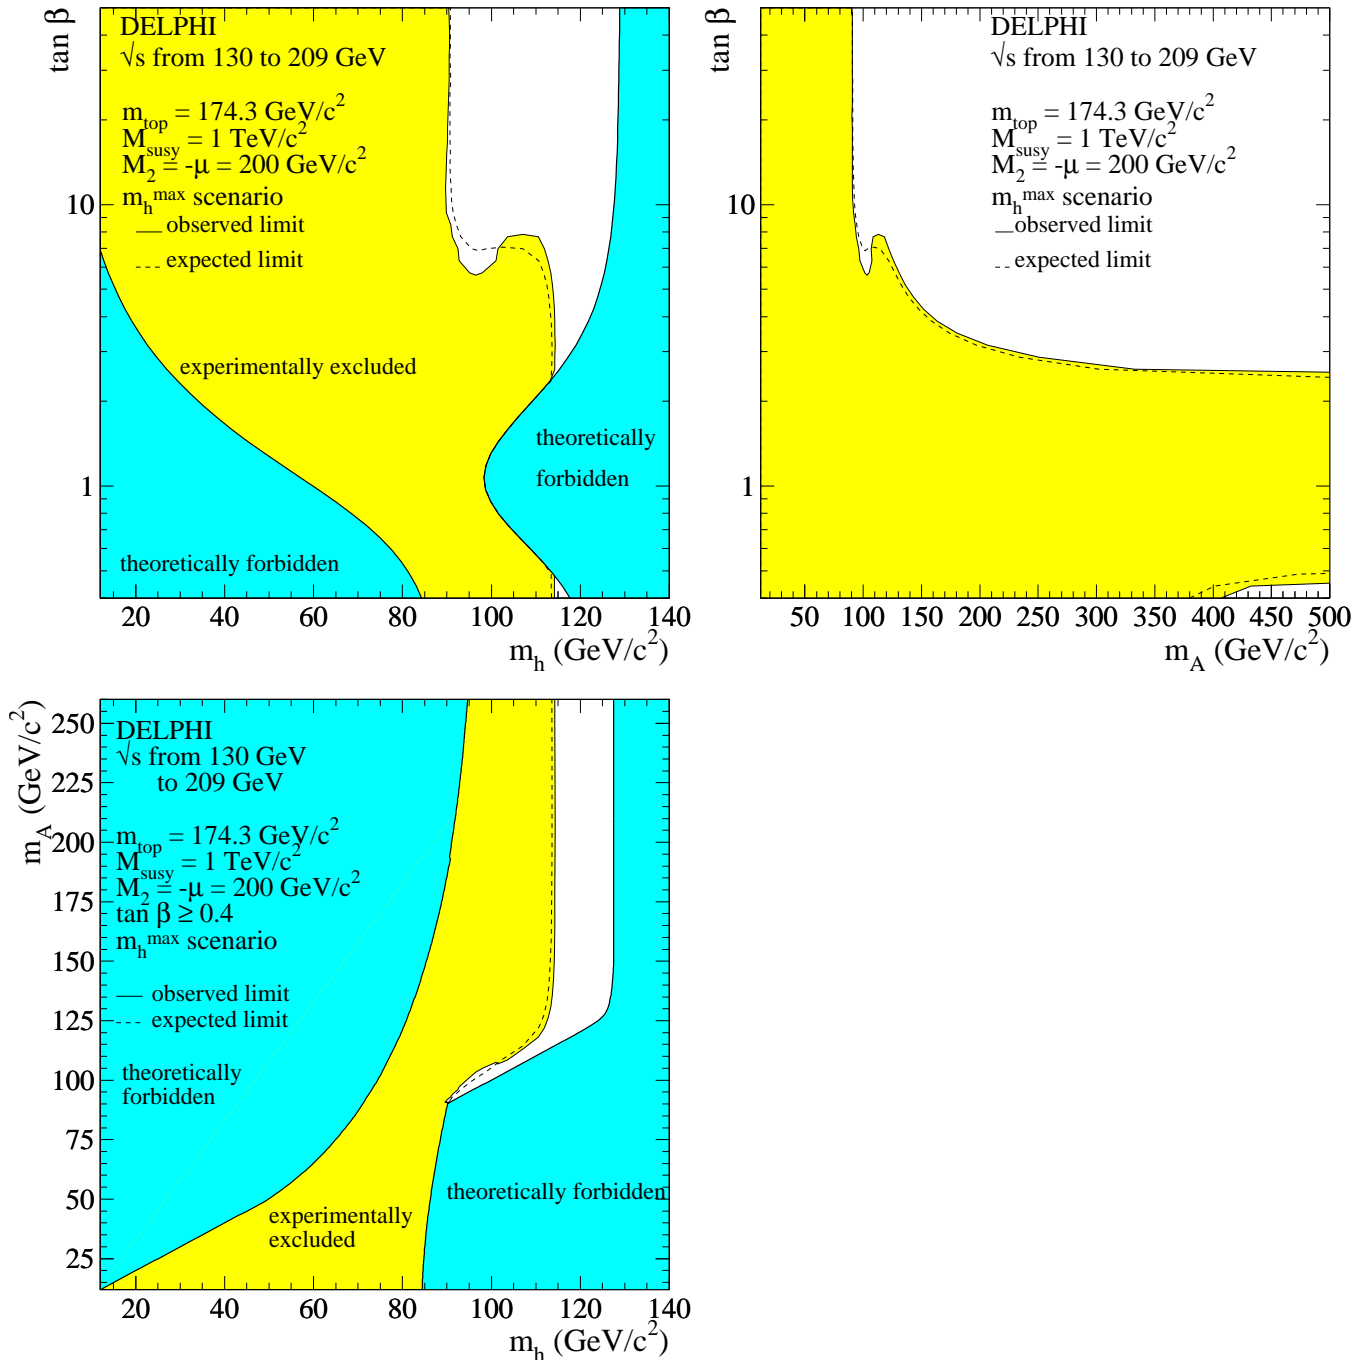 tan β
DELPHI
√s from 130 to 209 GeV
m_top = 174.3 GeV/c²
M_susy = 1 TeV/c²
M₂ = -μ = 200 GeV/c²
m_h^max scenario
observed limit
expected limit
10
1
experimentally excluded
theoretically
forbidden
theoretically forbidden
20 40 60 80 100 120 140
m_h (GeV/c²)
tan β
DELPHI
√s from 130 to 209 GeV
m_top = 174.3 GeV/c²
M_susy = 1 TeV/c²
M₂ = -μ = 200 GeV/c²
m_h^max scenario
observed limit
expected limit
10
1
50 100 150 200 250 300 350 400 450 500
m_A (GeV/c²)
m_A (GeV/c²)
250
225
200
175
150
125
100
75
50
25
DELPHI
√s from 130 GeV
to 209 GeV
m_top = 174.3 GeV/c²
M_susy = 1 TeV/c²
M₂ = -μ = 200 GeV/c²
tan β ≥ 0.4
m_h^max scenario
observed limit
expected limit
theoretically
forbidden
theoretically forbidden
experimentally
excluded
20 40 60 80 100 120 140
m_h (GeV/c²)